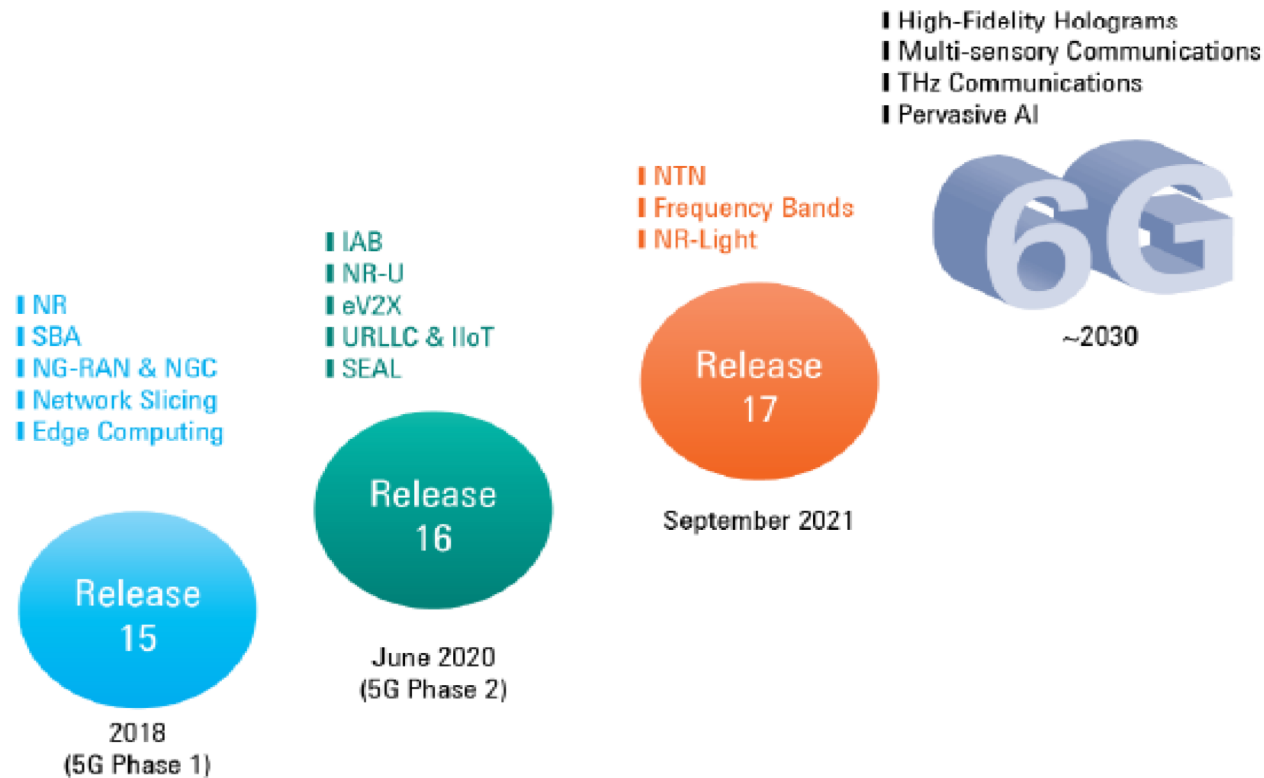 NR
SBA
NG-RAN & NGC
Network Slicing
Edge Computing
Release
15
2018
(5G Phase 1)
IAB
NR-U
eV2X
URLLC & IIoT
SEAL
Release
16
June 2020
(5G Phase 2)
NTN
Frequency Bands
NR-Light
Release
17
September 2021
High-Fidelity Holograms
Multi-sensory Communications
THz Communications
Pervasive AI
6G
~2030